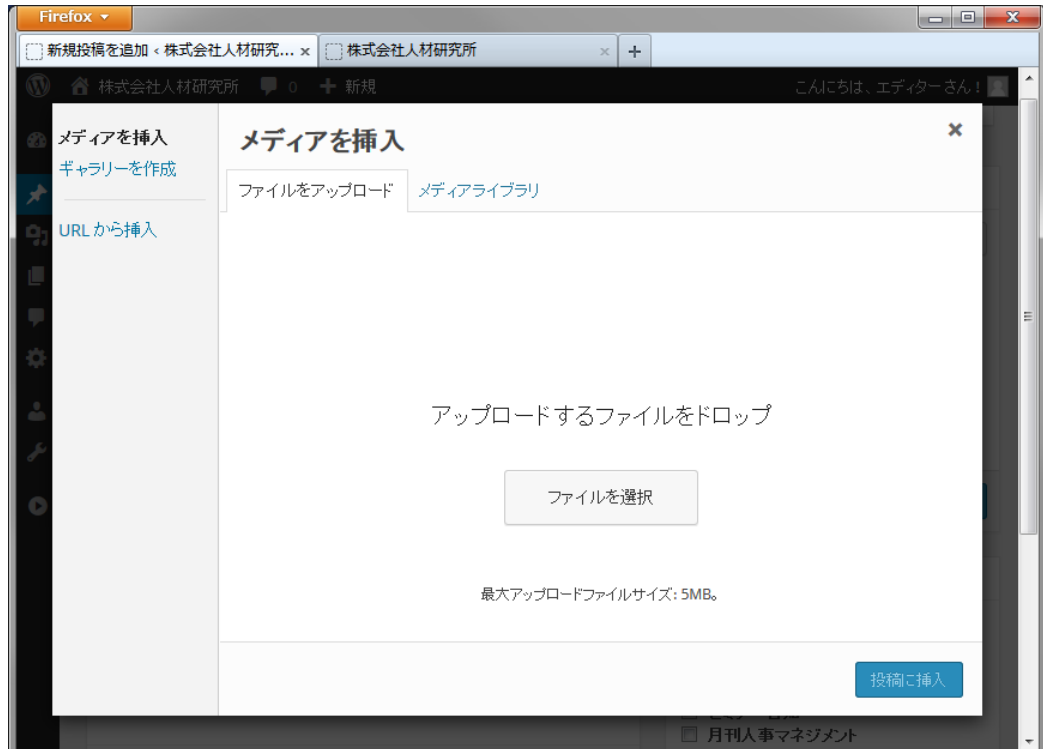 Firefox
新規投稿を追加 ‹ 株式会社人材研究...
株式会社人材研究所
株式会社人材研究所 0 新規
こんにちは、エディターさん !
メディアを挿入
ギャラリーを作成
URL から挿入
メディアを挿入
ファイルをアップロード
メディアライブラリ
アップロードするファイルをドロップ
ファイルを選択
最大アップロードファイルサイズ: 5MB。
投稿に挿入
月刊人事マネジメント